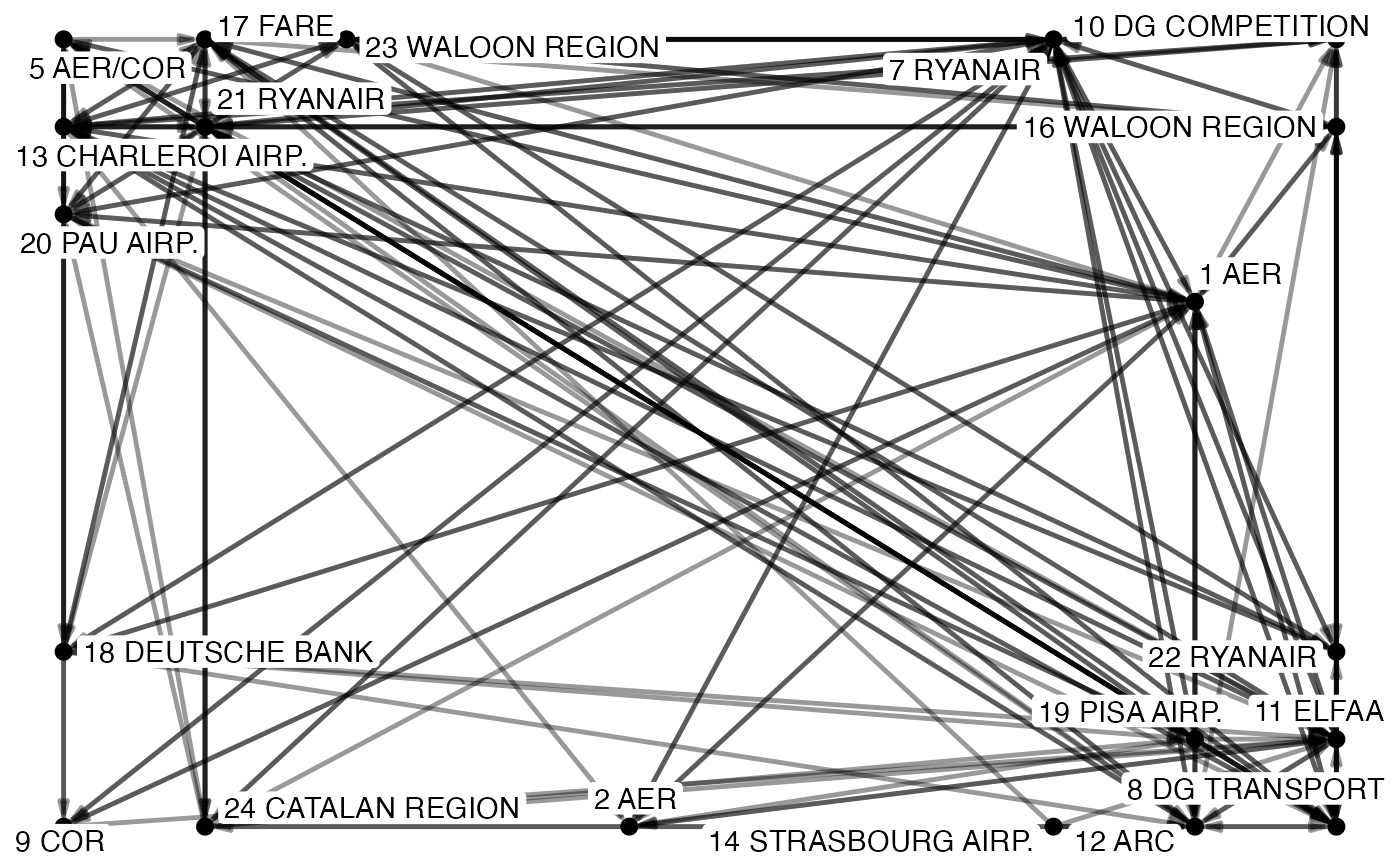 17 FARE
10 DG COMPETITION
23 WALOON REGION
5 AER/COR
7 RYANAIR
21 RYANAIR
16 WALOON REGION
13 CHARLEROI AIRP.
20 PAU AIRP.
1 AER
18 DEUTSCHE BANK
22 RYANAIR
19 PISA AIRP.
11 ELFAA
8 DG TRANSPORT
2 AER
24 CATALAN REGION
9 COR
14 STRASBOURG AIRP.
12 ARC